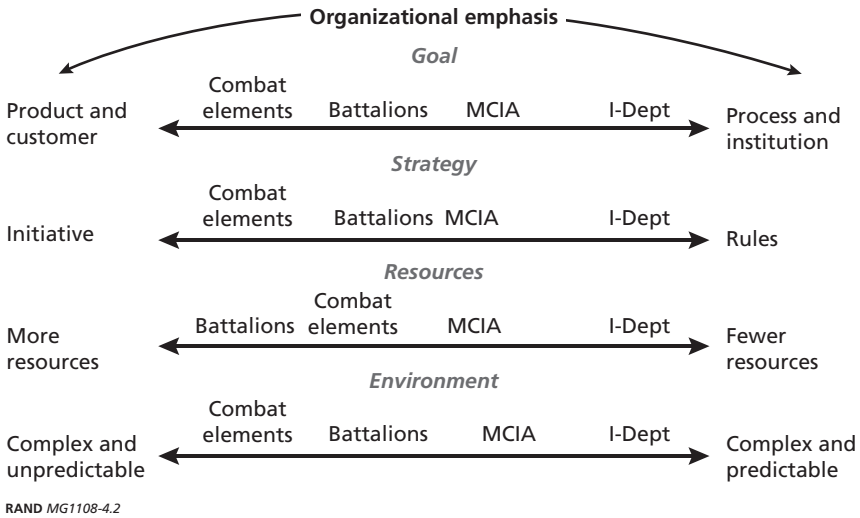 Organizational emphasis
Goal
Product and
customer
Combat
elements
Battalions
MCIA
I-Dept
Process and
institution
Strategy
Initiative
Combat
elements
Battalions
MCIA
I-Dept
Rules
Resources
More
resources
Battalions
Combat
elements
MCIA
I-Dept
Fewer
resources
Environment
Complex and
unpredictable
Combat
elements
Battalions
MCIA
I-Dept
Complex and
predictable
RAND MG1108-4.2